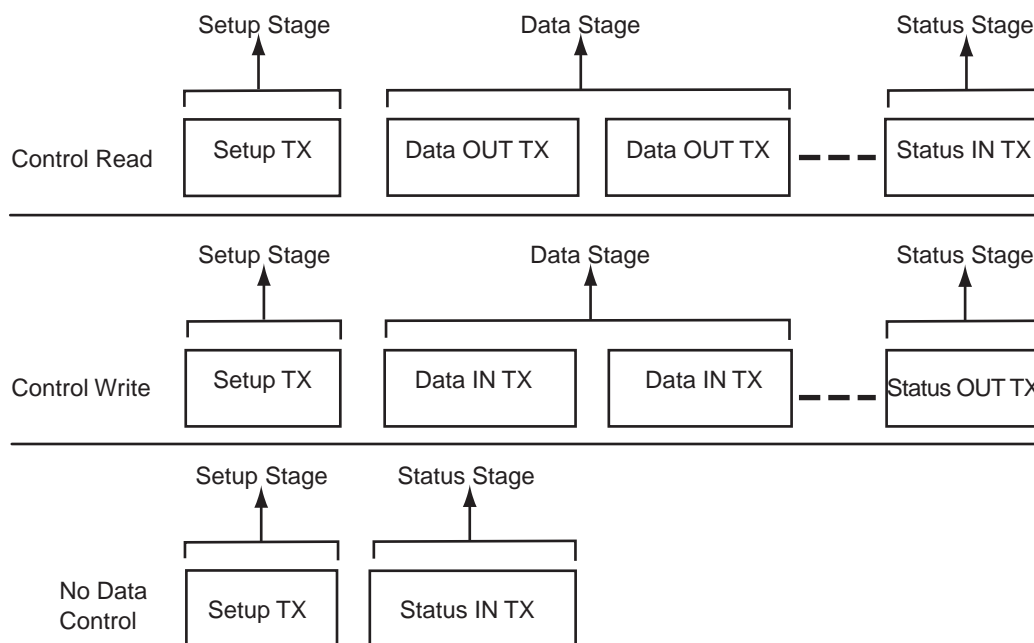 Setup Stage Data Stage Status Stage
Control Read Setup TX Data OUT TX Data OUT TX Status IN TX
Setup Stage Data Stage Status Stage
Control Write Setup TX Data IN TX Data IN TX Status OUT TX
Setup Stage Status Stage
No Data
Control Setup TX Status IN TX